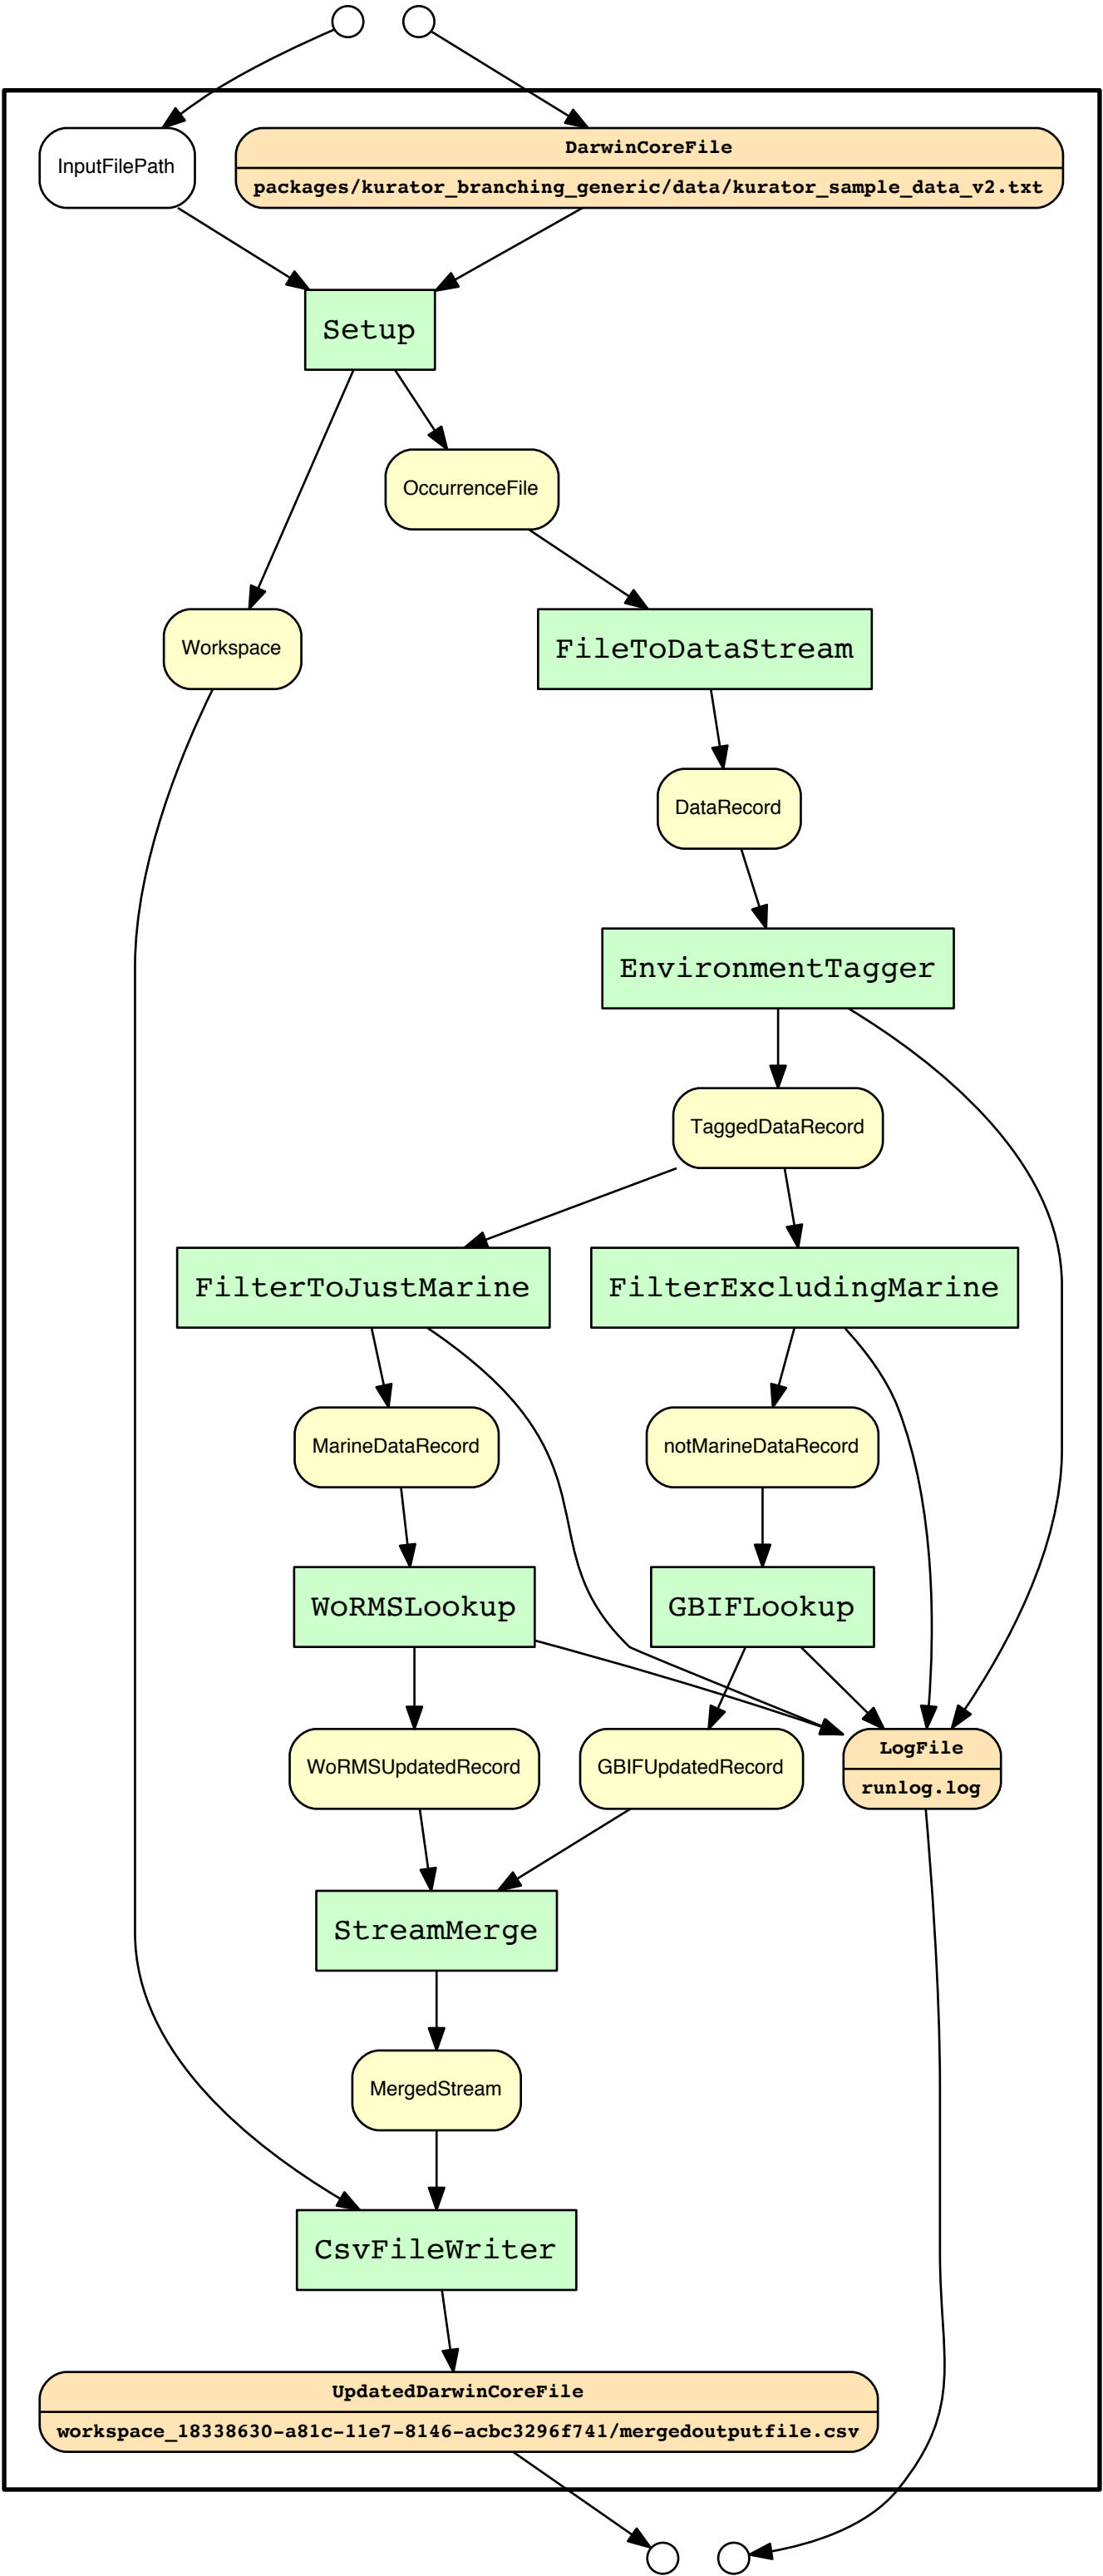 InputFilePath
DarwinCoreFile
packages/kurator_branching_generic/data/kurator_sample_data_v2.txt
Setup
OccurrenceFile
Workspace
FileToDataStream
DataRecord
EnvironmentTagger
TaggedDataRecord
FilterToJustMarine
FilterExcludingMarine
MarineDataRecord
notMarineDataRecord
WoRMSLookup
GBIFLookup
WoRMSUpdatedRecord
GBIFUpdatedRecord
LogFile
runlog.log
StreamMerge
MergedStream
CsvFileWriter
UpdatedDarwinCoreFile
workspace_18338630-a81c-11e7-8146-acbc3296f741/mergedoutputfile.csv